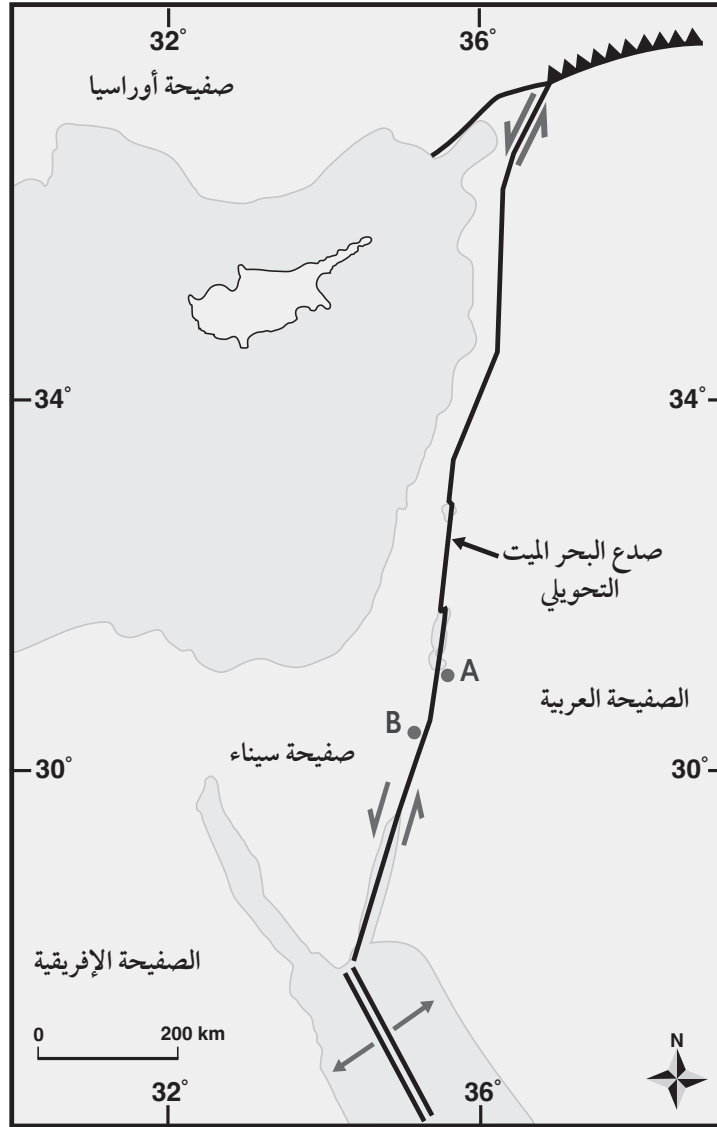 32°
36°
صفيحة أوراسيا
34°
34°
صدع البحر الميت
التحويلي
A
الصفيحة العربية
B
صفيحة سيناء
30°
30°
الصفيحة الإفريقية
0
200 km
N
32°
36°